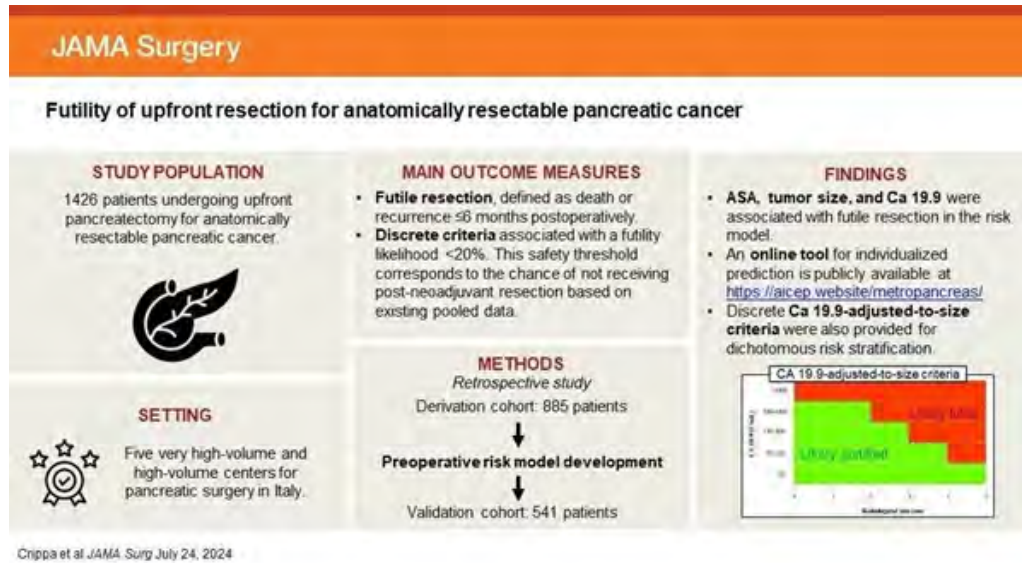 JAMA Surgery
Futility of upfront resection for anatomically resectable pancreatic cancer
STUDY POPULATION
1426 patients undergoing upfront
pancreatectomy for anatomically
resectable pancreatic cancer.
SETTING
Five very high-volume and
high-volume centers for
pancreatic surgery in Italy.
MAIN OUTCOME MEASURES
• Futile resection, defined as death or
recurrence ≤6 months postoperatively.
• Discrete criteria associated with a futility
likelihood <20%. This safety threshold
corresponds to the chance of not receiving
post-neoadjuvant resection based on
existing pooled data.
METHODS
Retrospective study
Derivation cohort: 885 patients
Preoperative risk model development
Validation cohort: 541 patients
FINDINGS
• ASA, tumor size, and Ca 19.9 were
associated with futile resection in the risk
model.
• An online tool for individualized
prediction is publicly available at
https://aicep.website/metropancreas/
• Discrete Ca 19.9-adjusted-to-size
criteria were also provided for
dichotomous risk stratification.
CA 19.9-adjusted-to-size criteria
Likely futile
Likely justified
Crippa et al JAMA Surg July 24, 2024